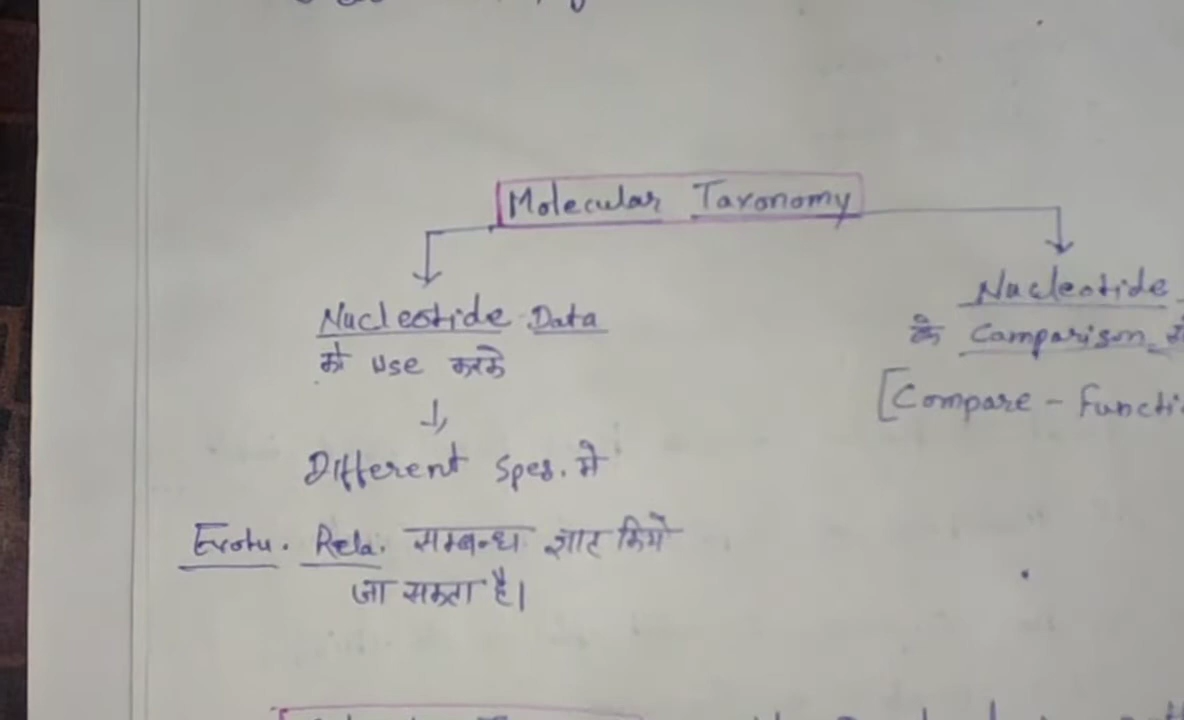 Molecular Taxonomy
Nucleotide Data
को use करके
Different Spes. में
Evolu. Rela. सम्बन्ध ज्ञात किये
जा सकता है।
Nucleotide
के Comparison से
[Compare - Functi